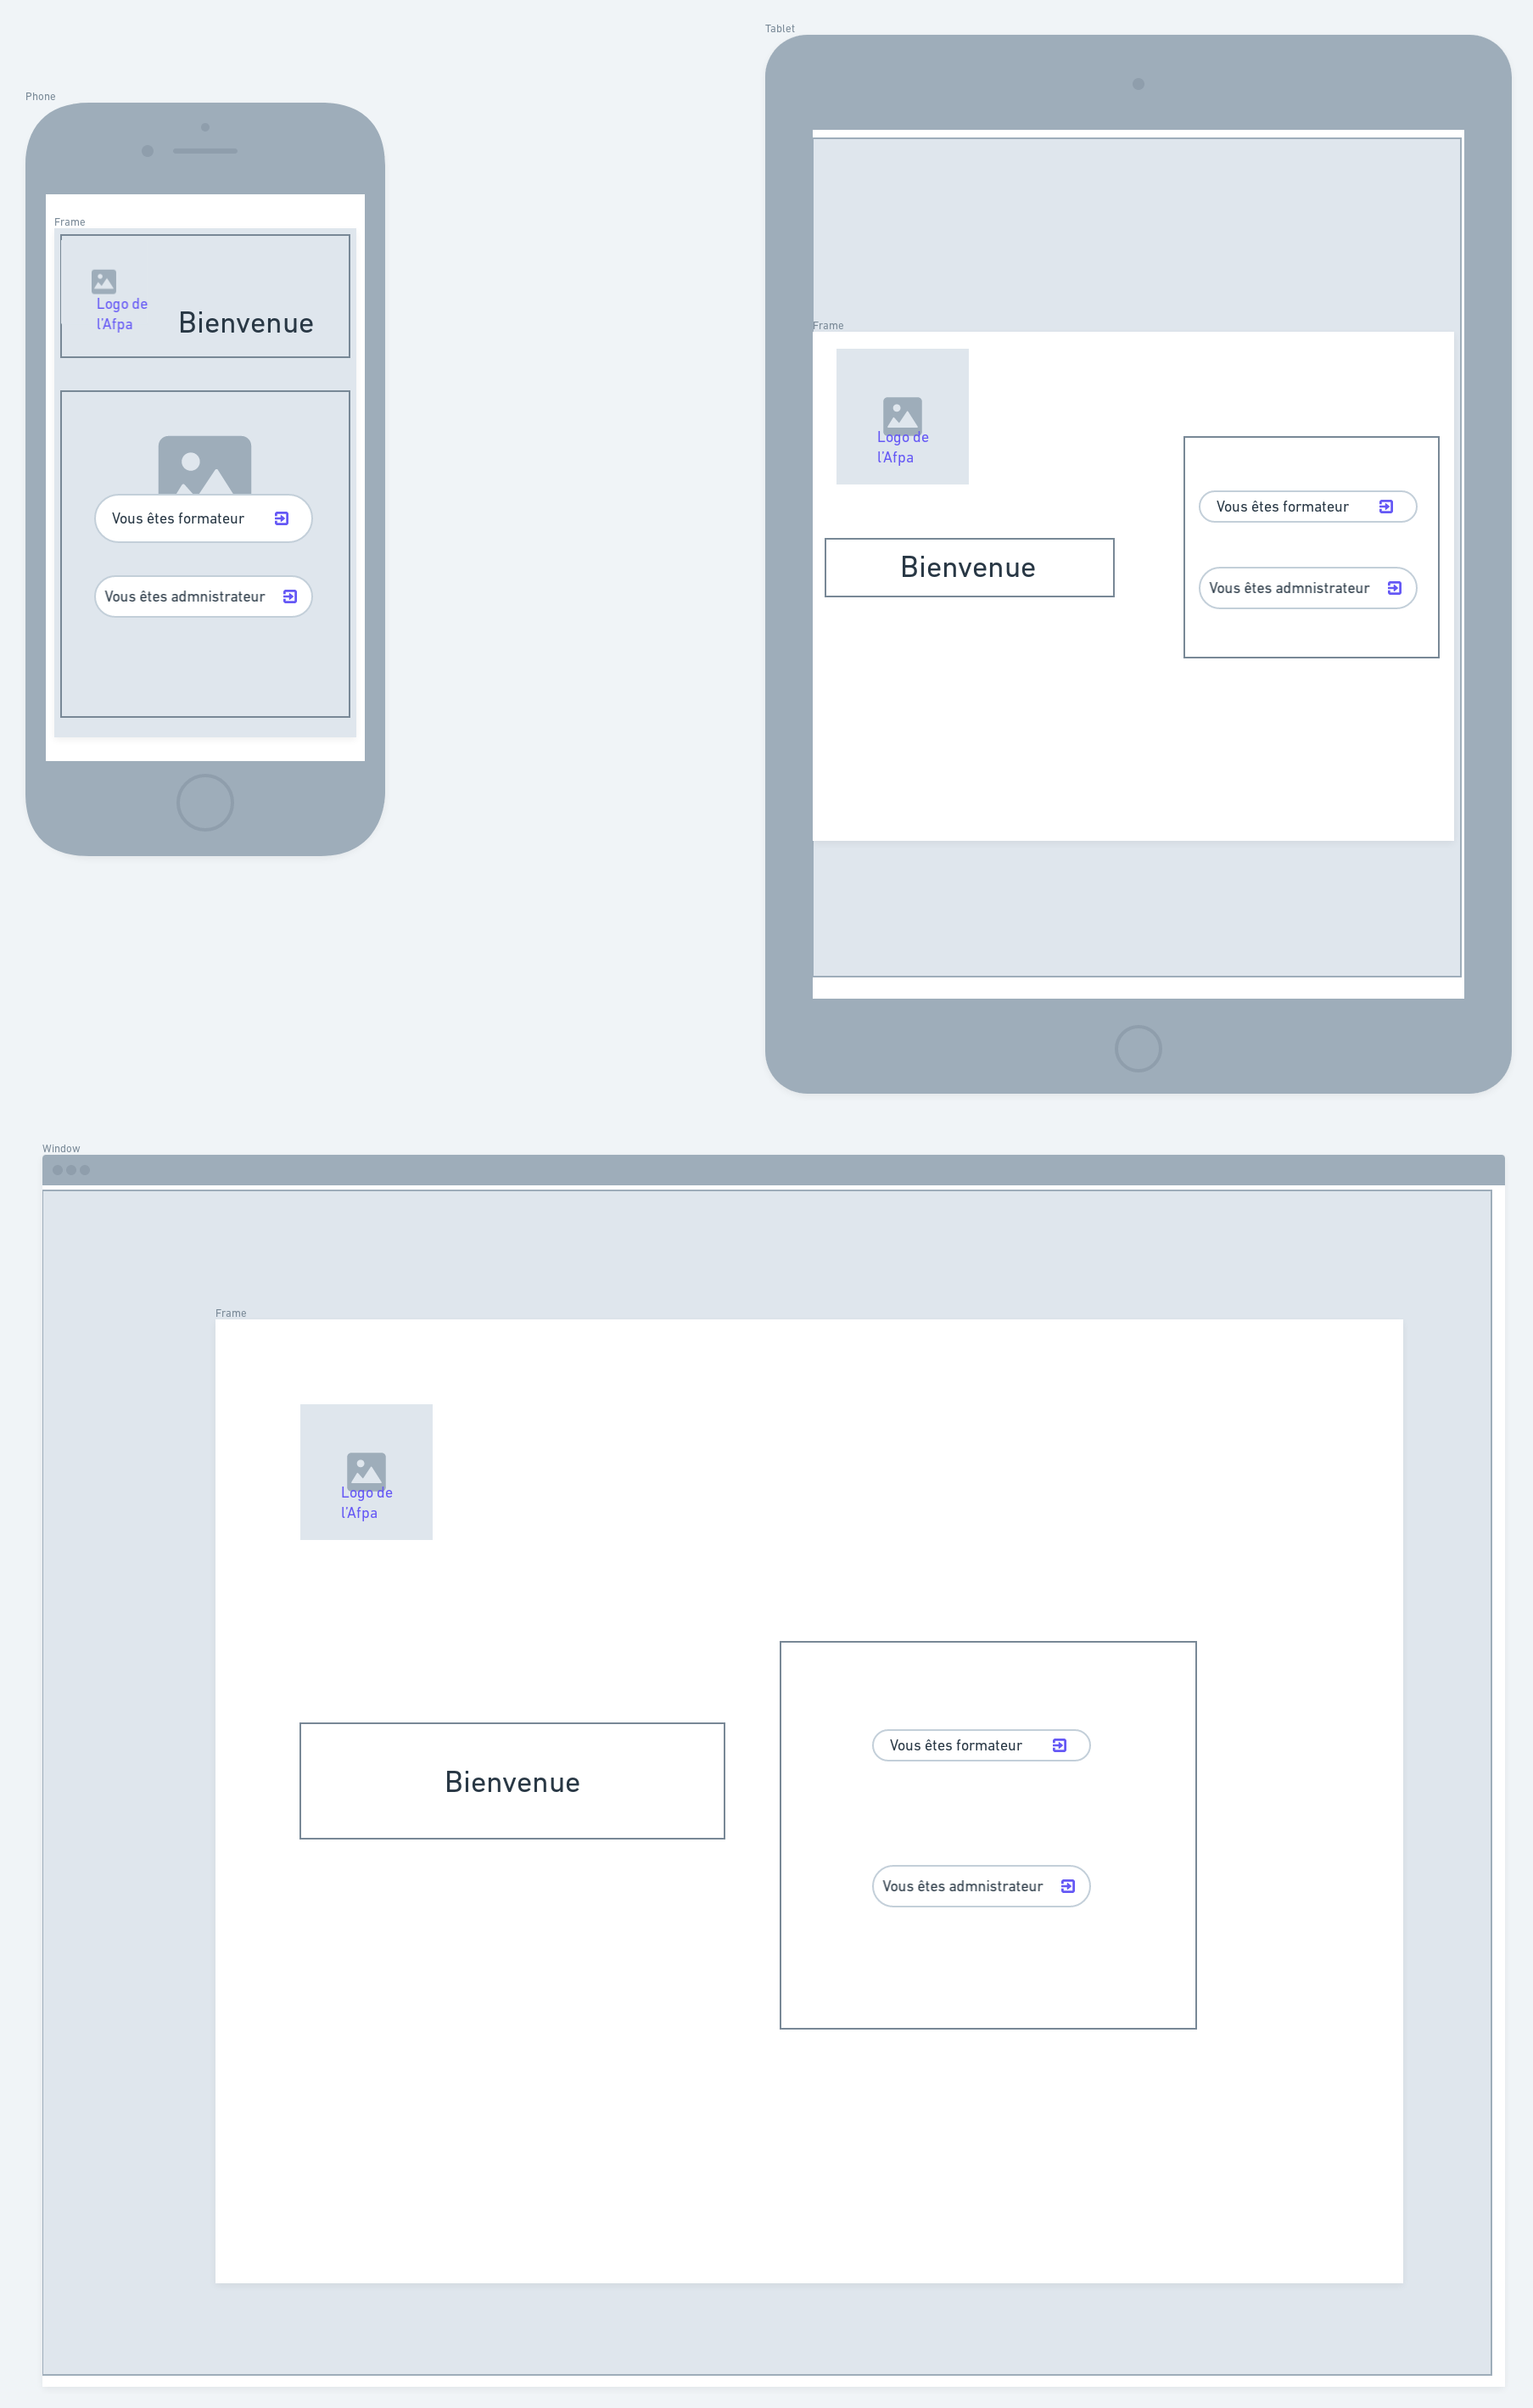 Tablet
Phone
Frame
Logo de
l'Afpa
Bienvenue
Vous êtes formateur
Vous êtes admnistrateur
Frame
Logo de
l'Afpa
Bienvenue
Vous êtes formateur
Vous êtes admnistrateur
Window
Frame
Logo de
l'Afpa
Bienvenue
Vous êtes formateur
Vous êtes admnistrateur